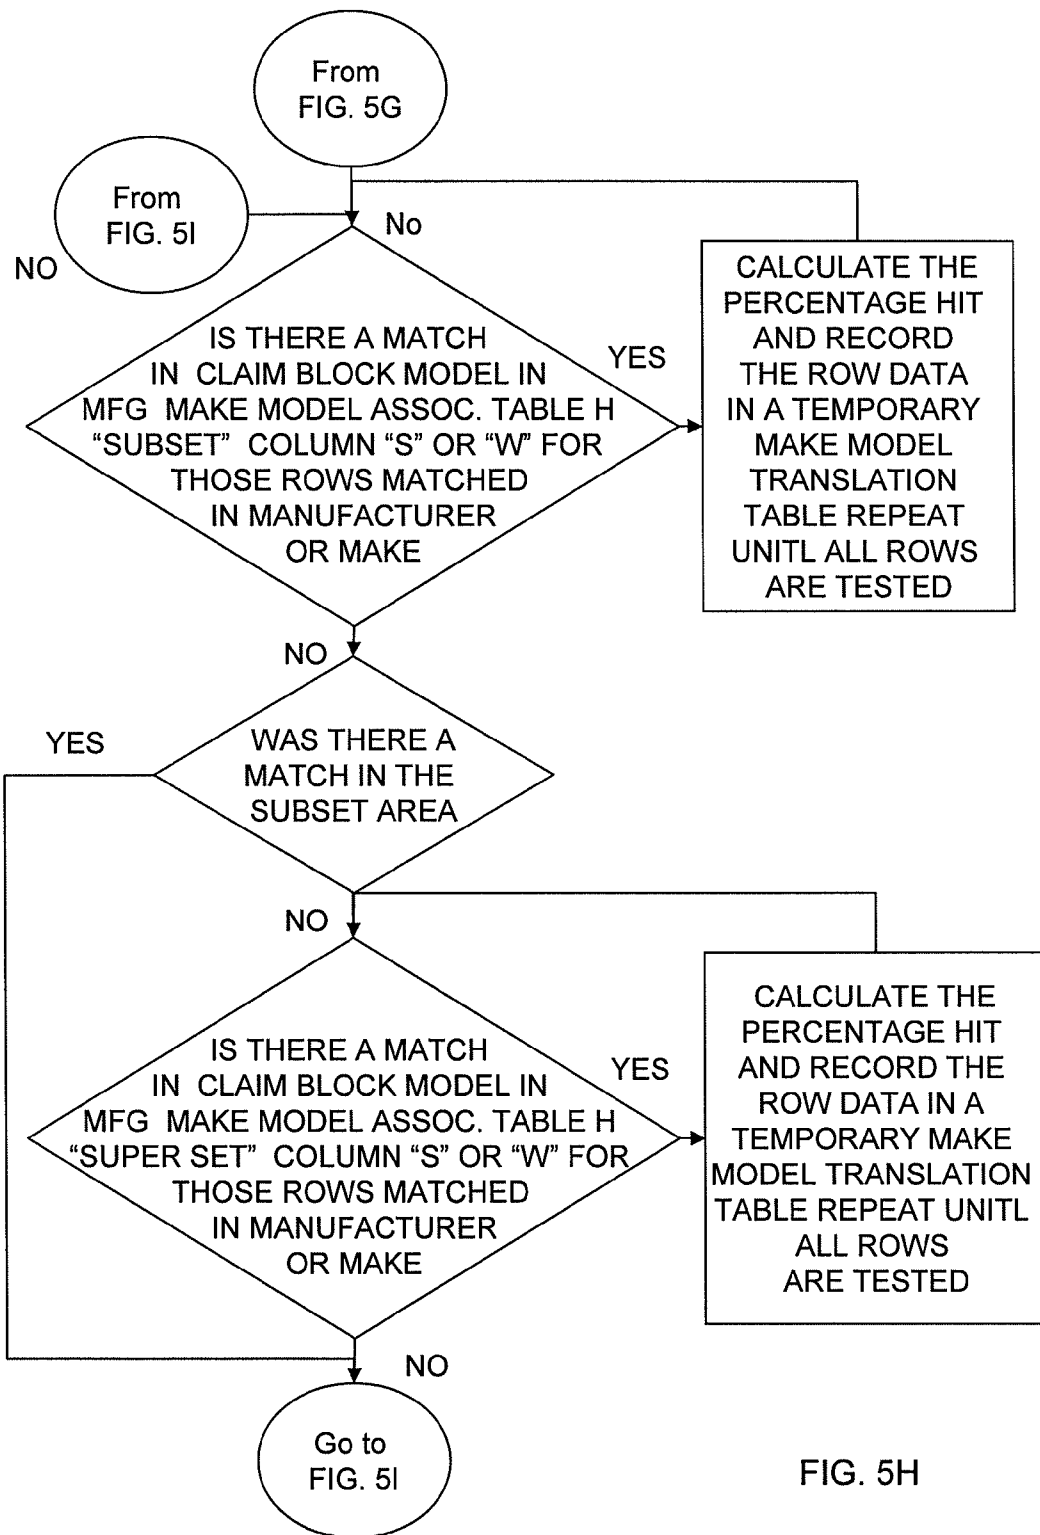 From
FIG. 5G
From
FIG. 5I
NO
No
IS THERE A MATCH
IN CLAIM BLOCK MODEL IN
MFG MAKE MODEL ASSOC. TABLE H
“SUBSET” COLUMN “S” OR “W” FOR
THOSE ROWS MATCHED
IN MANUFACTURER
OR MAKE
YES
CALCULATE THE
PERCENTAGE HIT
AND RECORD
THE ROW DATA
IN A TEMPORARY
MAKE MODEL
TRANSLATION
TABLE REPEAT
UNITL ALL ROWS
ARE TESTED
NO
YES
WAS THERE A
MATCH IN THE
SUBSET AREA
NO
IS THERE A MATCH
IN CLAIM BLOCK MODEL IN
MFG MAKE MODEL ASSOC. TABLE H
“SUPER SET” COLUMN “S” OR “W” FOR
THOSE ROWS MATCHED
IN MANUFACTURER
OR MAKE
YES
CALCULATE THE
PERCENTAGE HIT
AND RECORD THE
ROW DATA IN A
TEMPORARY MAKE
MODEL TRANSLATION
TABLE REPEAT UNITL
ALL ROWS
ARE TESTED
NO
Go to
FIG. 5I
FIG. 5H